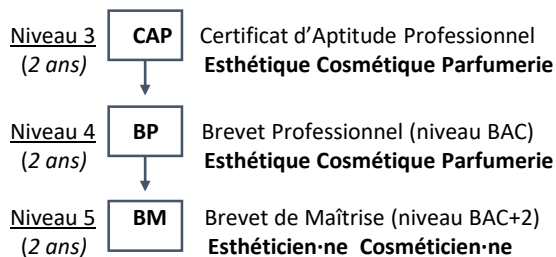 Niveau 3 CAP Certificat d’Aptitude Professionnel
(2 ans) Esthétique Cosmétique Parfumerie
Niveau 4 BP Brevet Professionnel (niveau BAC)
(2 ans) Esthétique Cosmétique Parfumerie
Niveau 5 BM Brevet de Maîtrise (niveau BAC+2)
(2 ans) Esthéticien·ne Cosméticien·ne